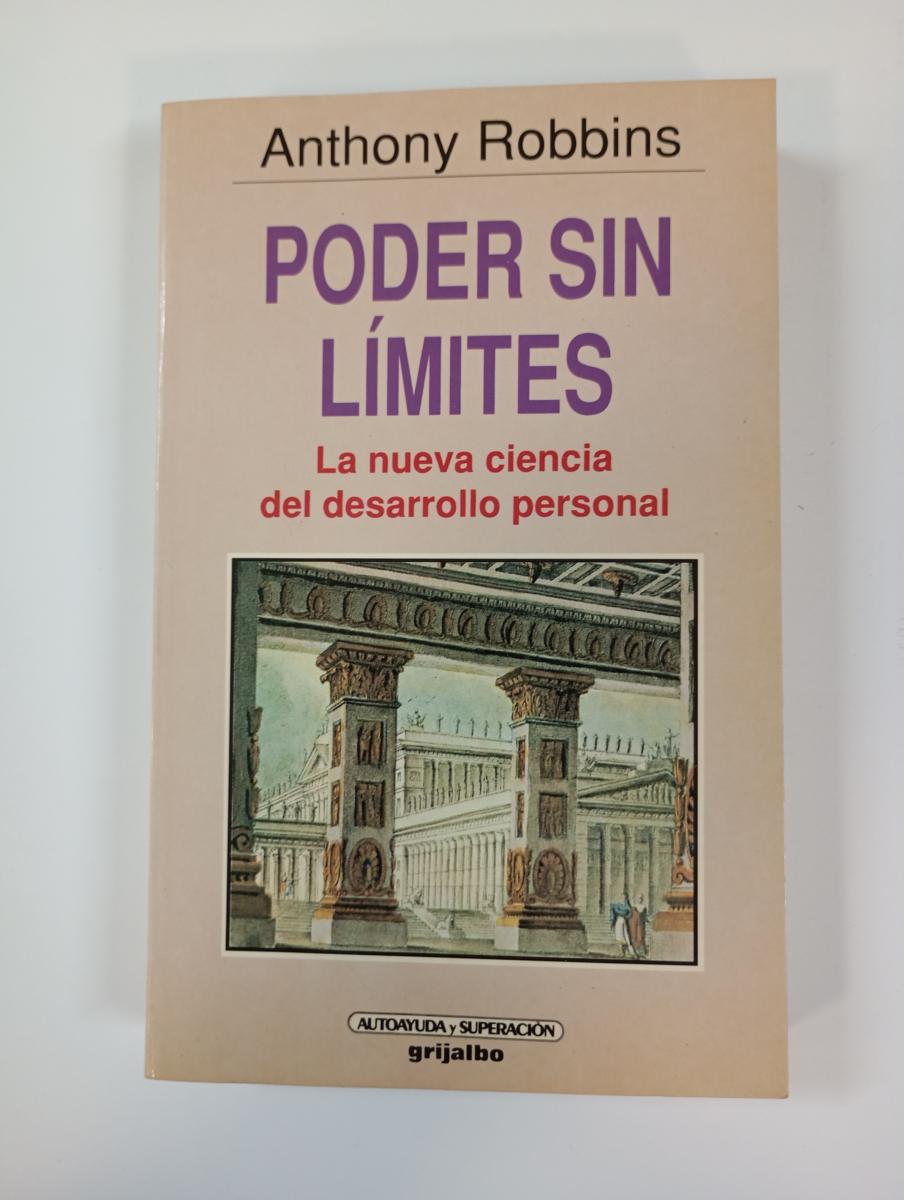 Anthony Robbins
PODER SIN
LÍMITES
La nueva ciencia
del desarrollo personal
AUTOAYUDA y SUPERACIÓN
grijalbo